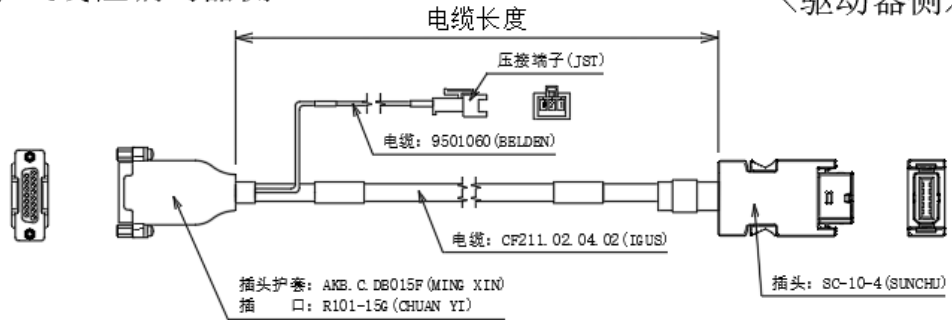 电缆长度
驱动器侧
压接端子(JST)
电缆: 9501060(BELDEN)
电缆: CF211.02.04.02(IGUS)
插头护套: AKB.C.DB015F(MING XIN)
插 口: R101-15G(CHUAN YI)
插头: SC-10-4(SUNCHU)